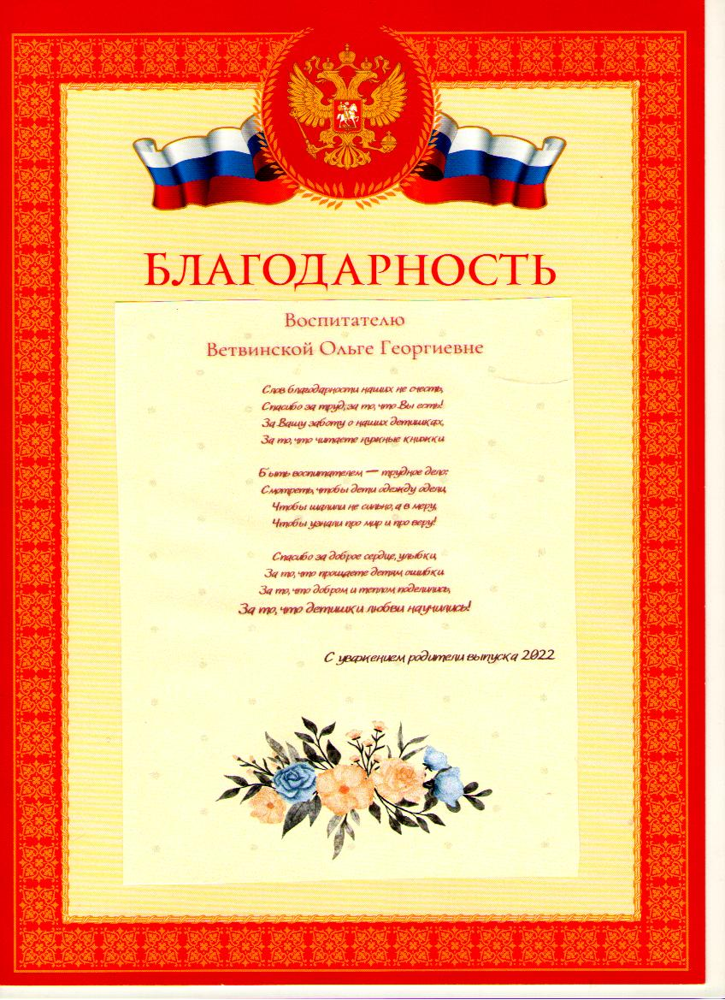 БЛАГОДАРНОСТЬ
Воспитателю
Ветвинской Ольге Георгиевне
Слов благодарности наших не счесть,
Спасибо за труд, за то, что Вы есть!
За Вашу заботу о наших детишках,
За то, что читаете нужные книжки.
Быть воспитателем — трудное дело:
Смотреть, чтобы дети одежду одели,
Чтобы шалили не сильно, а в меру,
Чтобы узнали про мир и про веру!
Спасибо за доброе сердце, улыбки,
За то, что прощаете детям ошибки.
За то, что добром и теплом поделились,
За то, что детишки любви научились!
С уважением родители выпуска 2022